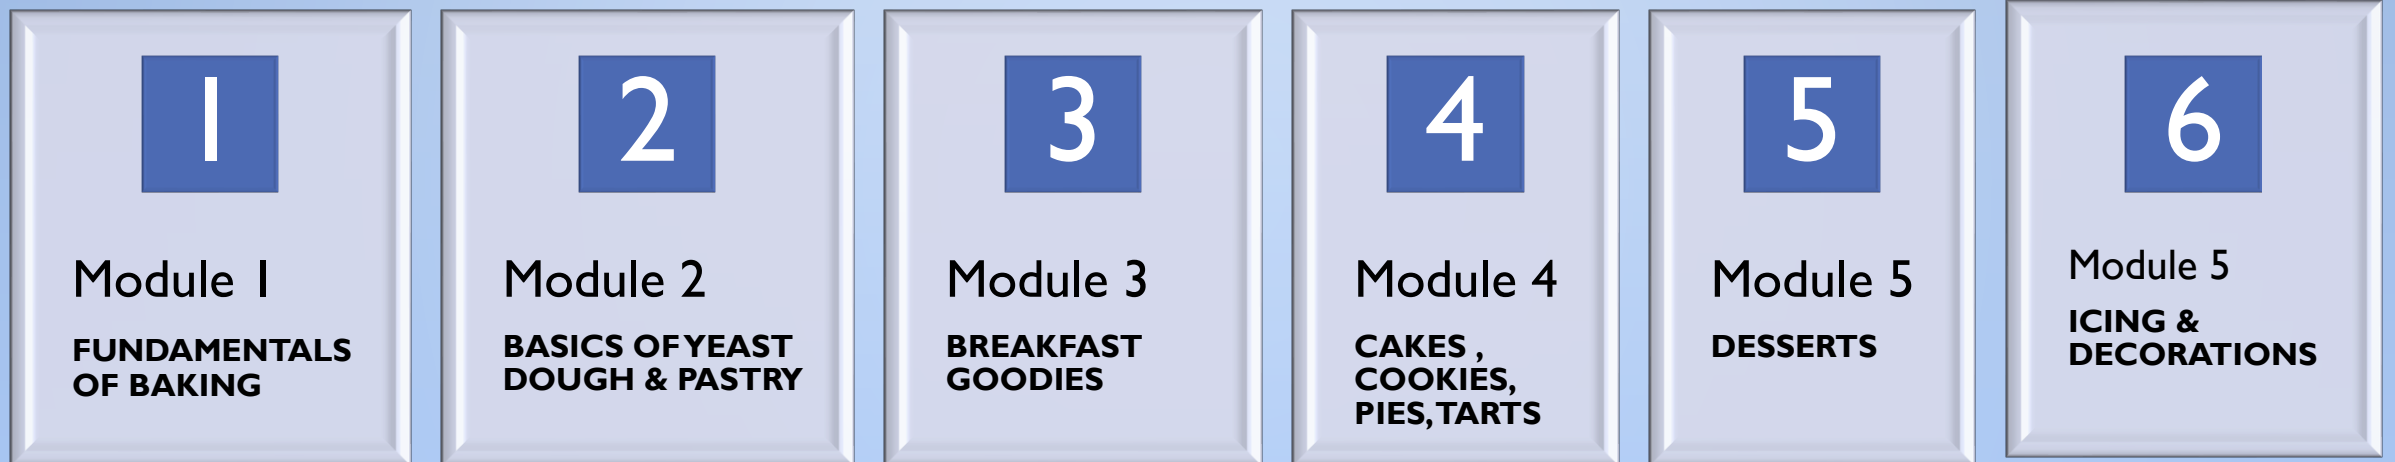 1
Module 1
FUNDAMENTALS
OF BAKING
2
Module 2
BASICS OF YEAST
DOUGH & PASTRY
3
Module 3
BREAKFAST
GOODIES
4
Module 4
CAKES ,
COOKIES,
PIES, TARTS
5
Module 5
DESSERTS
6
Module 5
ICING &
DECORATIONS